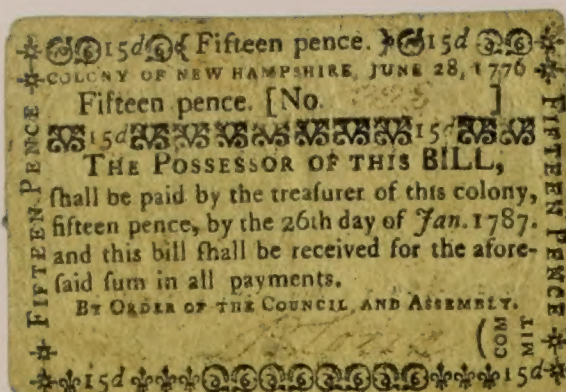 15d { Fifteen pence. } 15d
COLONY OF NEW HAMPSHIRE, JUNE 28, 1776
Fifteen pence. [No. ]
15d 15d
THE POSSESSOR OF THIS BILL,
ſhall be paid by the treaſurer of this colony,
fifteen pence, by the 26th day of Jan. 1787.
and this bill ſhall be received for the afore-
ſaid ſum in all payments.
BY ORDER OF THE COUNCIL AND ASSEMBLY.
(COM
MIT
15d 15d
FIFTEEN PENCE
FIFTEEN PENCE